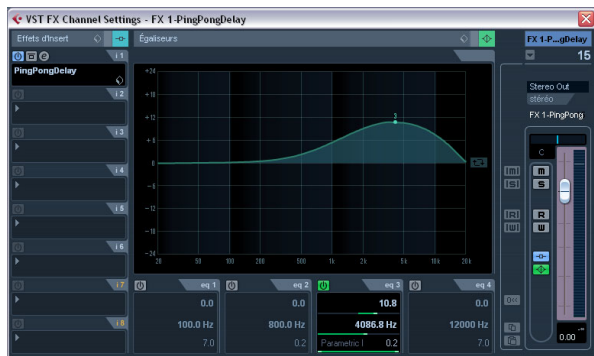 VST FX Channel Settings - FX 1-PingPongDelay
Effets d'Insert
Égaliseurs
FX 1-P...gDelay
15
i 1
PingPongDelay
i 2
i 3
i 4
i 5
i 6
i 7
i 8
+24
+18
+12
+6
0
-6
-12
-18
-24
3
20
50
100
200
500
1k
2k
5k
10k
20k
eq 1
0.0
100.0 Hz
7.0
eq 2
0.0
800.0 Hz
0.2
eq 3
10.8
4086.8 Hz
Parametric I 0.2
eq 4
0.0
12000 Hz
7.0
Stereo Out
stéréo
FX 1-PingPong
C
M
S
R
W
0.00
-∞